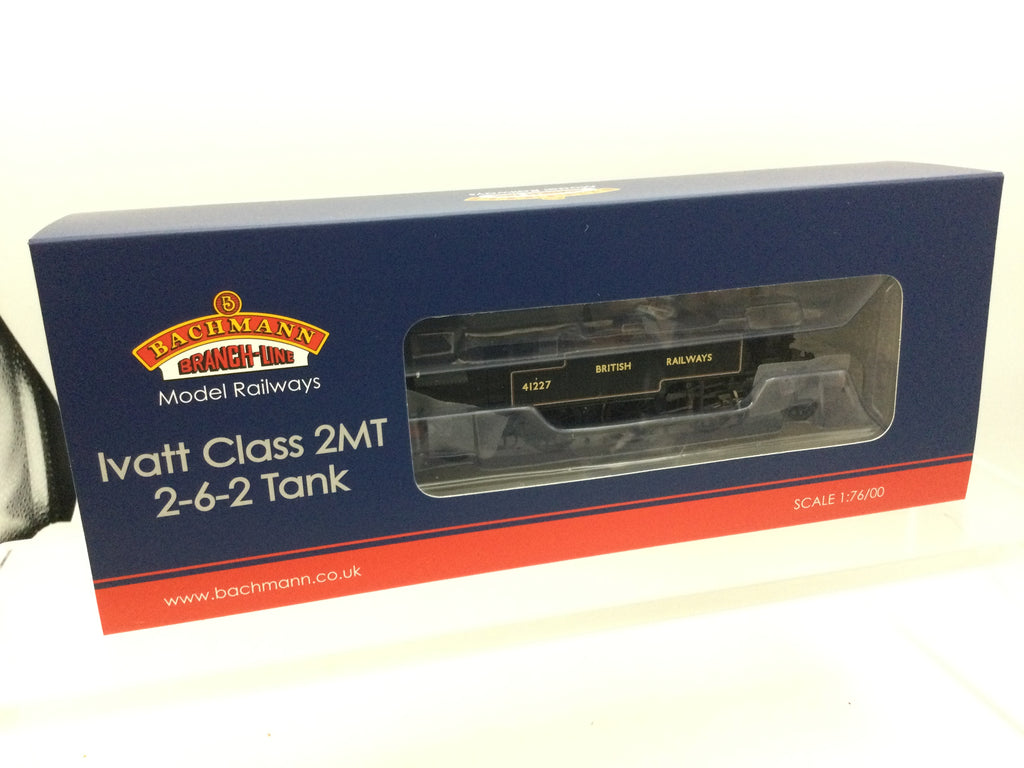 B
BACHMANN
BRANCH-LINE
Model Railways
Ivatt Class 2MT
2-6-2 Tank
41227
BRITISH RAILWAYS
SCALE 1:76/00
www.bachmann.co.uk